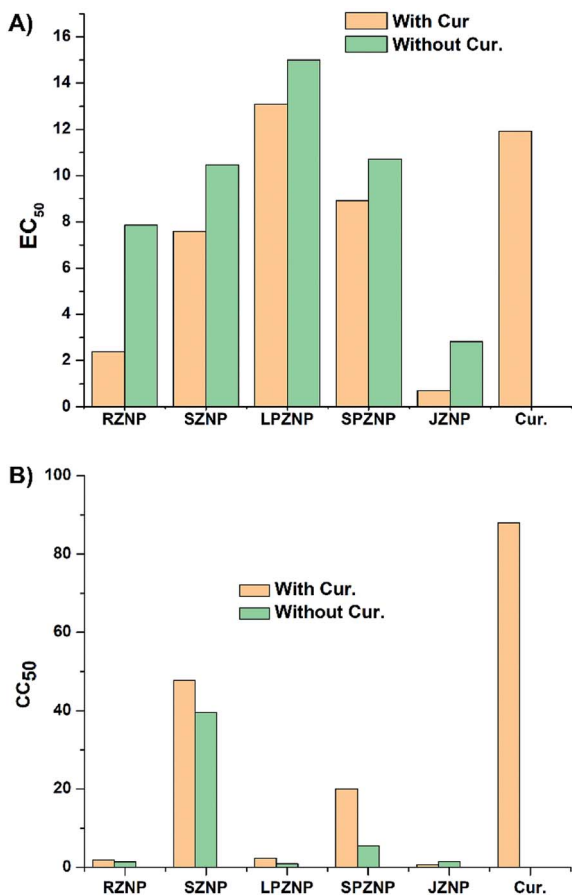 A)
With Cur
Without Cur.
16
14
12
10
8
6
4
2
0
EC50
RZNP SZNP LPZNP SPZNP JZNP Cur.
B)
With Cur.
Without Cur.
100
80
60
40
20
0
CC50
RZNP SZNP LPZNP SPZNP JZNP Cur.